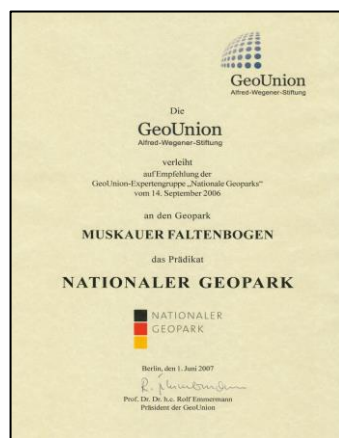 GeoUnion
Alfred-Wegener-Stiftung
Die
GeoUnion
Alfred-Wegener-Stiftung
verleiht
auf Empfehlung der
GeoUnion-Expertengruppe „Nationale Geoparks“
vom 14. September 2006
an den Geopark
MUSKAUER FALTENBOGEN
das Prädikat
NATIONALER GEOPARK
NATIONALER
GEOPARK
Berlin, den 1. Juni 2007
Prof. Dr. Dr. h.c. Rolf Emmermann
Präsident der GeoUnion